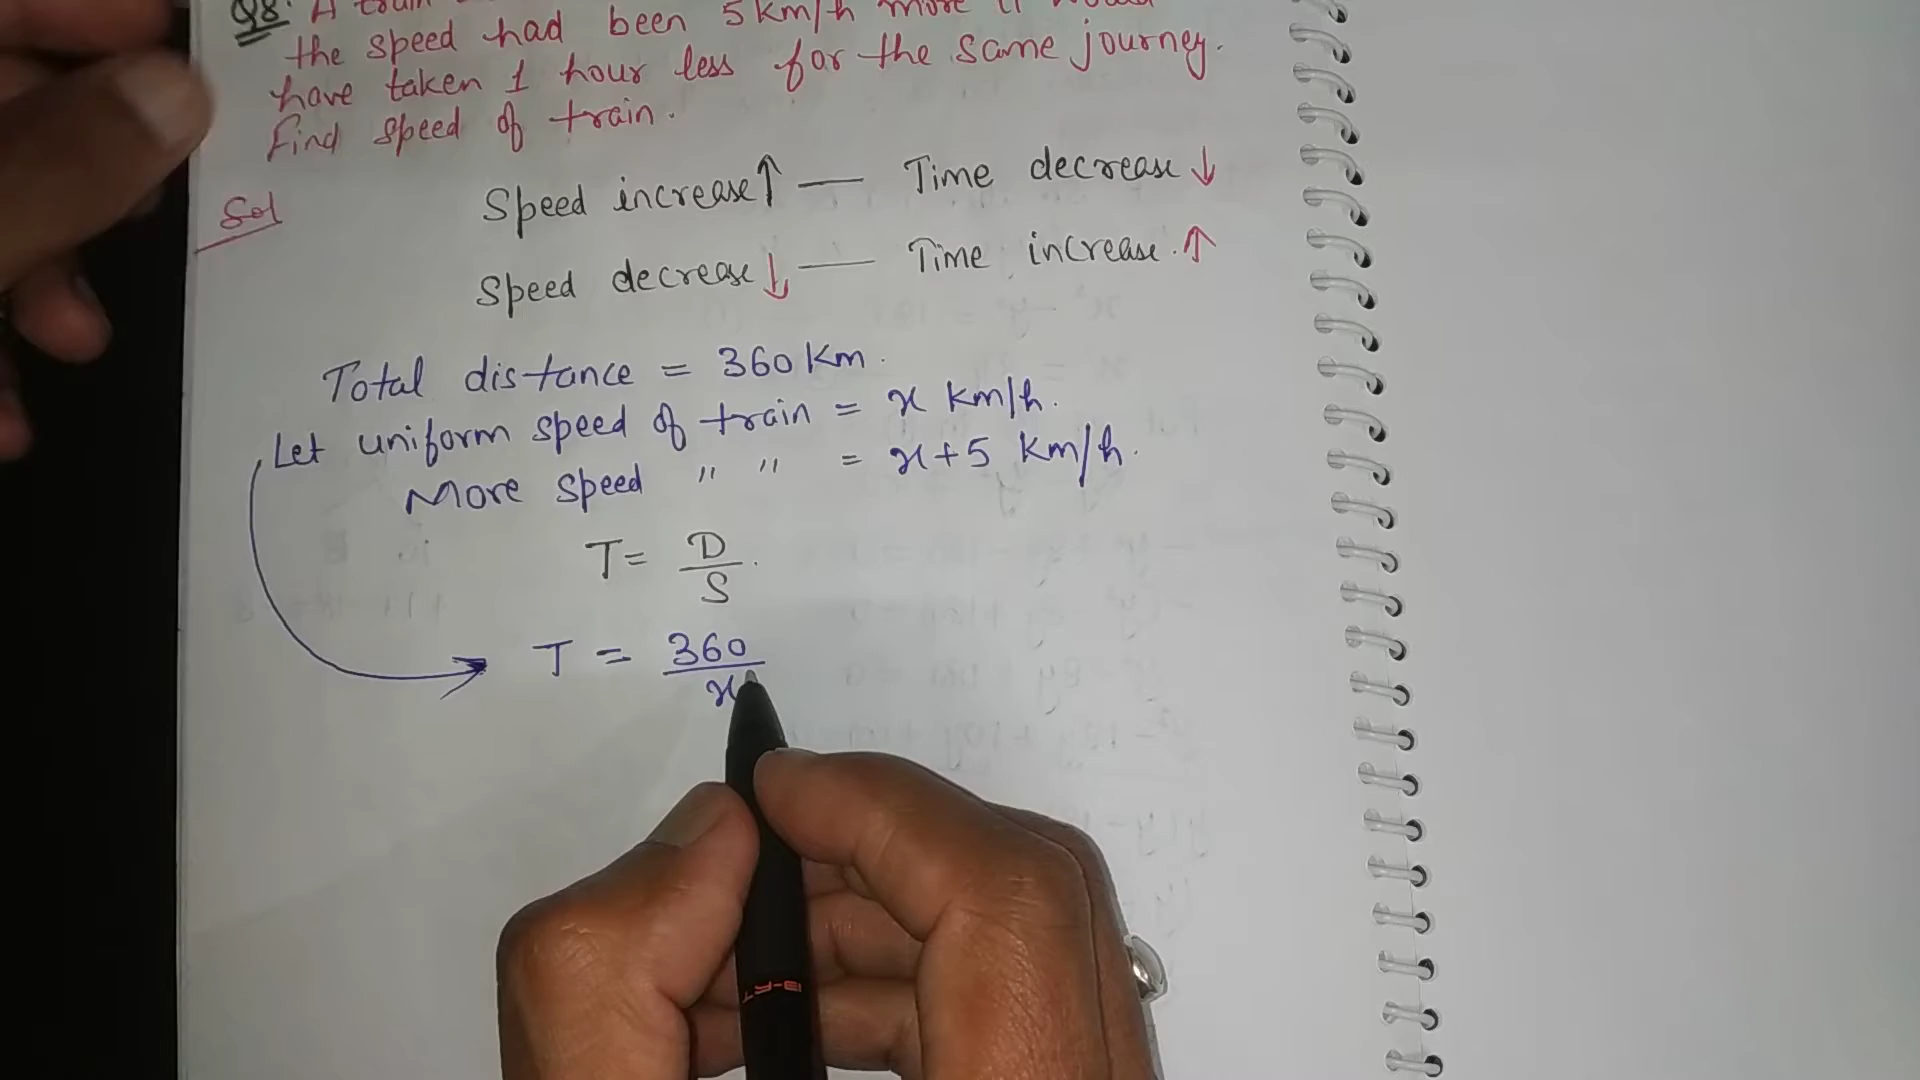 Q8. A train
the speed had been 5 km/h more it would
have taken 1 hour less for the same journey.
Find speed of train.
Sol
Speed increase ↑ — Time decrease ↓
Speed decrease ↓ — Time increase. ↑
Total distance = 360 Km.
Let uniform speed of train = x km/h.
More speed " " = x+5 Km/h.
T = D/S.
T = 360/x